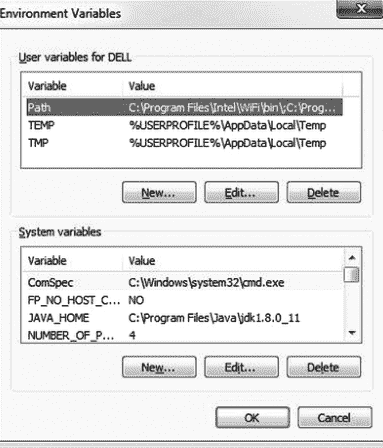 Environment Variables
User variables for DELL
Variable Value
Path C:\Program Files\Intel\WiFi\bin\;C:\Prog...
TEMP %USERPROFILE%\AppData\Local\Temp
TMP %USERPROFILE%\AppData\Local\Temp
New... Edit... Delete
System variables
Variable Value
ComSpec C:\Windows\system32\cmd.exe
FP_NO_HOST_C... NO
JAVA_HOME C:\Program Files\Java\jdk1.8.0_11
NUMBER_OF_P... 4
New... Edit... Delete
OK Cancel